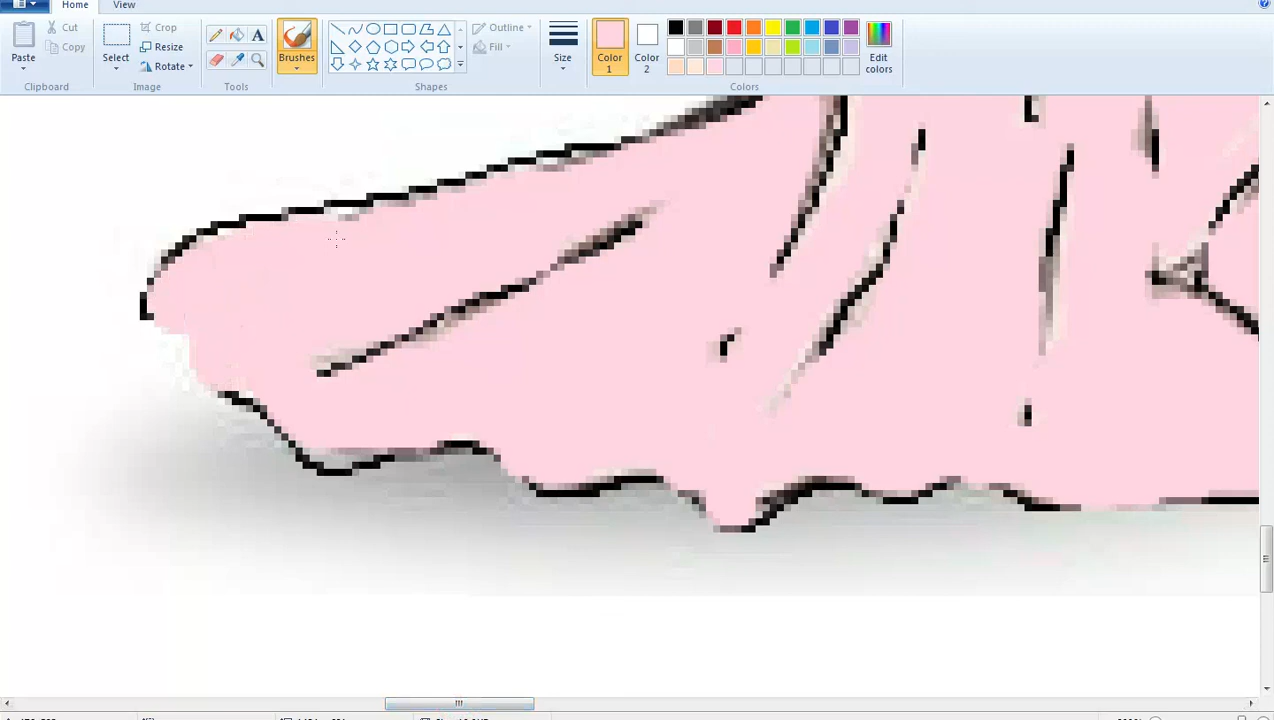 Home View
Paste
Cut
Copy
Clipboard
Select
Crop
Resize
Rotate
Image
A
Tools
Brushes
Outline
Fill
Shapes
Size
Color
1
Color
2
Edit
colors
Colors